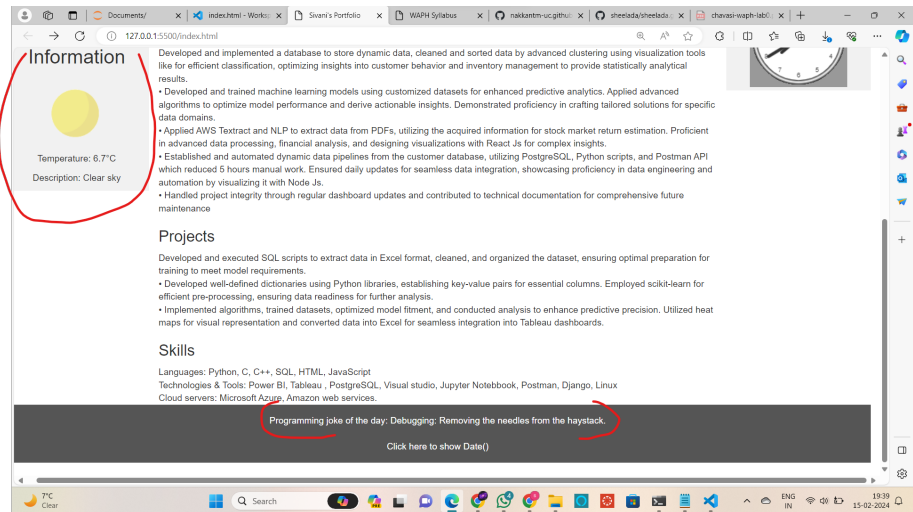 Documents/
index.html - Worksp
Sivani's Portfolio
WAPH Syllabus
nakkantm-uc.githu
sheelada/sheelada.g
chavasi-waph-lab0.p
127.0.0.1:5500/index.html
Information
Temperature: 6.7°C
Description: Clear sky
Developed and implemented a database to store dynamic data, cleaned and sorted data by advanced clustering using visualization tools
like for efficient classification, optimizing insights into customer behavior and inventory management to provide statistically analytical
results.
• Developed and trained machine learning models using customized datasets for enhanced predictive analytics. Applied advanced
algorithms to optimize model performance and derive actionable insights. Demonstrated proficiency in crafting tailored solutions for specific
data domains.
• Applied AWS Textract and NLP to extract data from PDFs, utilizing the acquired information for stock market return estimation. Proficient
in advanced data processing, financial analysis, and designing visualizations with React Js for complex insights.
• Established and automated dynamic data pipelines from the customer database, utilizing PostgreSQL, Python scripts, and Postman API
which reduced 5 hours manual work. Ensured daily updates for seamless data integration, showcasing proficiency in data engineering and
automation by visualizing it with Node Js.
• Handled project integrity through regular dashboard updates and contributed to technical documentation for comprehensive future
maintenance
Projects
Developed and executed SQL scripts to extract data in Excel format, cleaned, and organized the dataset, ensuring optimal preparation for
training to meet model requirements.
• Developed well-defined dictionaries using Python libraries, establishing key-value pairs for essential columns. Employed scikit-learn for
efficient pre-processing, ensuring data readiness for further analysis.
• Implemented algorithms, trained datasets, optimized model fitment, and conducted analysis to enhance predictive precision. Utilized heat
maps for visual representation and converted data into Excel for seamless integration into Tableau dashboards.
Skills
Languages: Python, C, C++, SQL, HTML, JavaScript
Technologies & Tools: Power BI, Tableau , PostgreSQL, Visual studio, Jupyter Notebbook, Postman, Django, Linux
Cloud servers: Microsoft Azure, Amazon web services.
Programming joke of the day: Debugging: Removing the needles from the haystack.
Click here to show Date()
7°C
Clear
Search
ENG
IN
19:39
15-02-2024